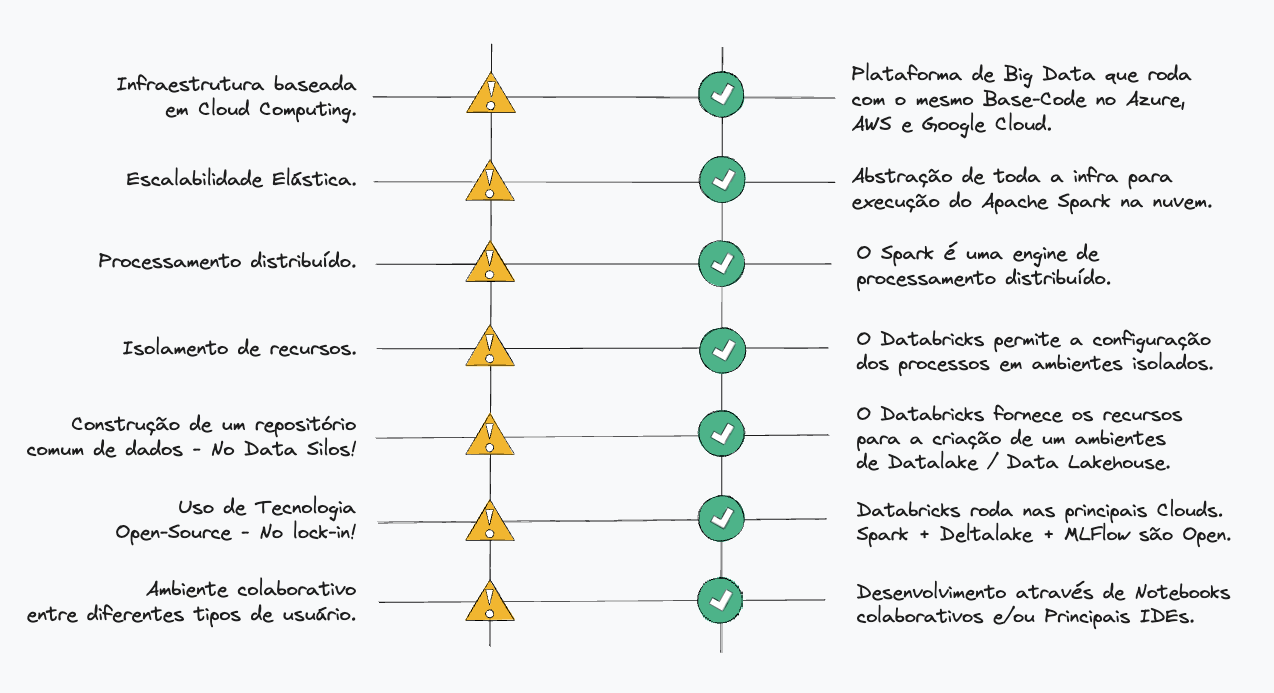 Infraestrutura baseada
em Cloud Computing.
Plataforma de Big Data que roda
com o mesmo Base-Code no Azure,
AWS e Google Cloud.
Escalabilidade Elástica.
Abstração de toda a infra para
execução do Apache Spark na nuvem.
Processamento distribuído.
O Spark é uma engine de
processamento distribuído.
Isolamento de recursos.
O Databricks permite a configuração
dos processos em ambientes isolados.
Construção de um repositório
comum de dados - No Data Silos!
O Databricks fornece os recursos
para a criação de um ambientes
de Datalake / Data Lakehouse.
Uso de Tecnologia
Open-Source - No lock-in!
Databricks roda nas principais Clouds.
Spark + Deltalake + MLFlow são Open.
Ambiente colaborativo
entre diferentes tipos de usuário.
Desenvolvimento através de Notebooks
colaborativos e/ou Principais IDEs.